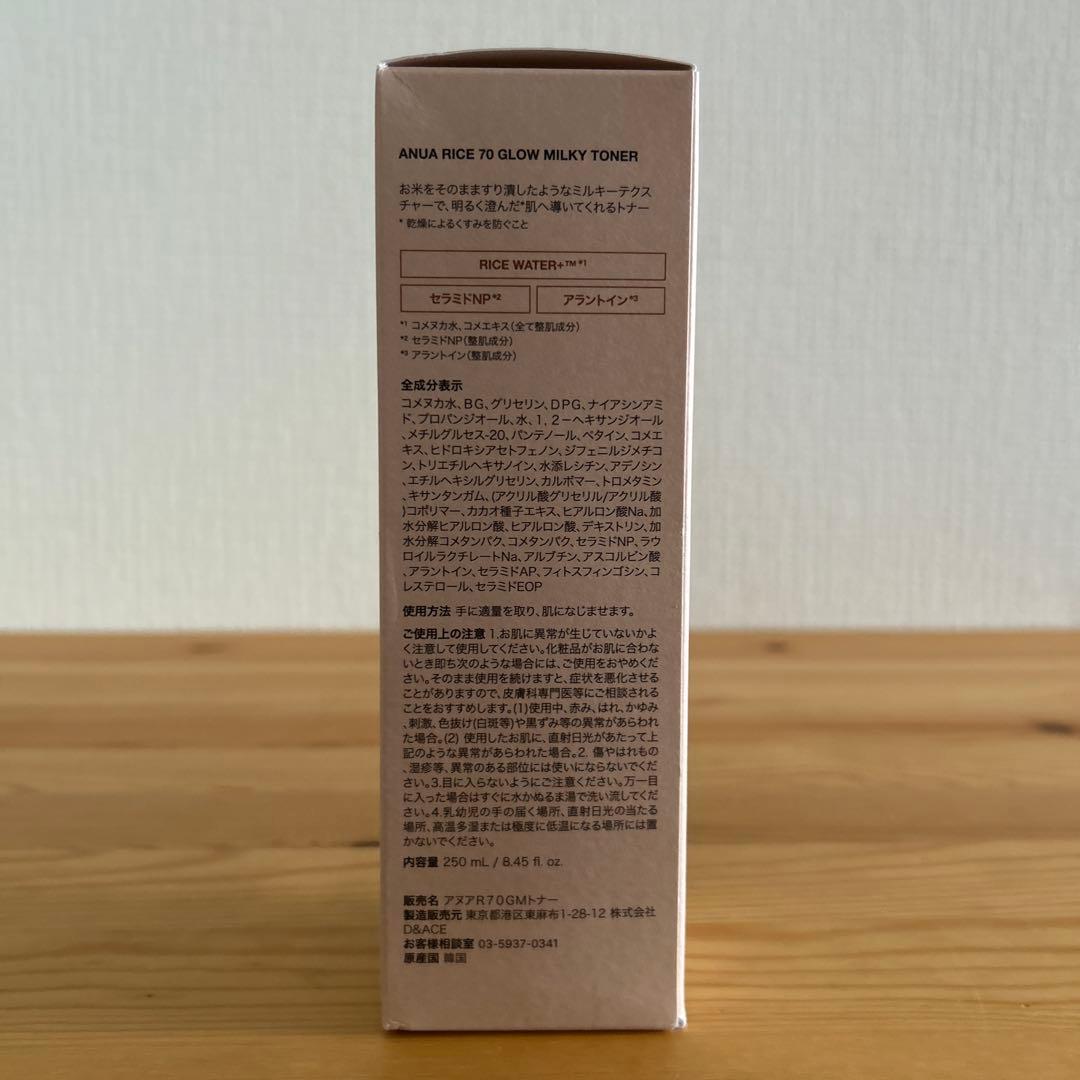 ANUA RICE 70 GLOW MILKY TONER
お米をそのまますり潰したようなミルキーテクス
チャーで、明るく澄んだ*肌へ導いてくれるトナー
* 乾燥によるくすみを防ぐこと
RICE WATER+™*1
セラミドNP*2
アラントイン*3
*1 コメヌカ水、コメエキス(全て整肌成分)
*2 セラミドNP(整肌成分)
*3 アラントイン(整肌成分)
全成分表示
コメヌカ水、BG、グリセリン、DPG、ナイアシンアミ
ド、プロパンジオール、水、1, 2-ヘキサンジオール
、メチルグルセス-20、パンテノール、ベタイン、コメエ
キス、ヒドロキシアセトフェノン、ジフェニルジメチコ
ン、トリエチルヘキサノイン、水添レシチン、アデノシン
、エチルヘキシルグリセリン、カルボマー、トロメタミン
、キサンタンガム、(アクリル酸グリセリル/アクリル酸
)コポリマー、カカオ種子エキス、ヒアルロン酸Na、加
水分解ヒアルロン酸、ヒアルロン酸、デキストリン、加
水分解コメタンパク、コメタンパク、セラミドNP、ラウ
ロイルラクチレートNa、アルブチン、アスコルビン酸
、アラントイン、セラミドAP、フィトスフィンゴシン、コ
レステロール、セラミドEOP
使用方法 手に適量を取り、肌になじませます。
ご使用上の注意 1.お肌に異常が生じていないかよ
く注意して使用してください。化粧品がお肌に合わな
いとき即ち次のような場合には、ご使用をおやめくだ
さい。そのまま使用を続けますと、症状を悪化させる
ことがありますので、皮膚科専門医等にご相談される
ことをおすすめします。(1)使用中、赤み、はれ、かゆみ
、刺激、色抜け(白斑等)や黒ずみ等の異常があらわれ
た場合。(2) 使用したお肌に、直射日光があたって上
記のような異常があらわれた場合。2. 傷やはれもの
、湿疹等、異常のある部位には使いにならないでくだ
さい。3.目に入らないようにご注意ください。万一目
に入った場合はすぐに水かぬるま湯で洗い流してくだ
さい。4.乳幼児の手の届く場所、直射日光の当たる
場所、高温多湿または極度に低温になる場所には置
かないでください。
内容量 250 mL / 8.45 fl. oz.
販売名 アヌアR70GMトナー
製造販売元 東京都港区東麻布1-28-12 株式会社
D&ACE
お客様相談室 03-5937-0341
原産国 韓国